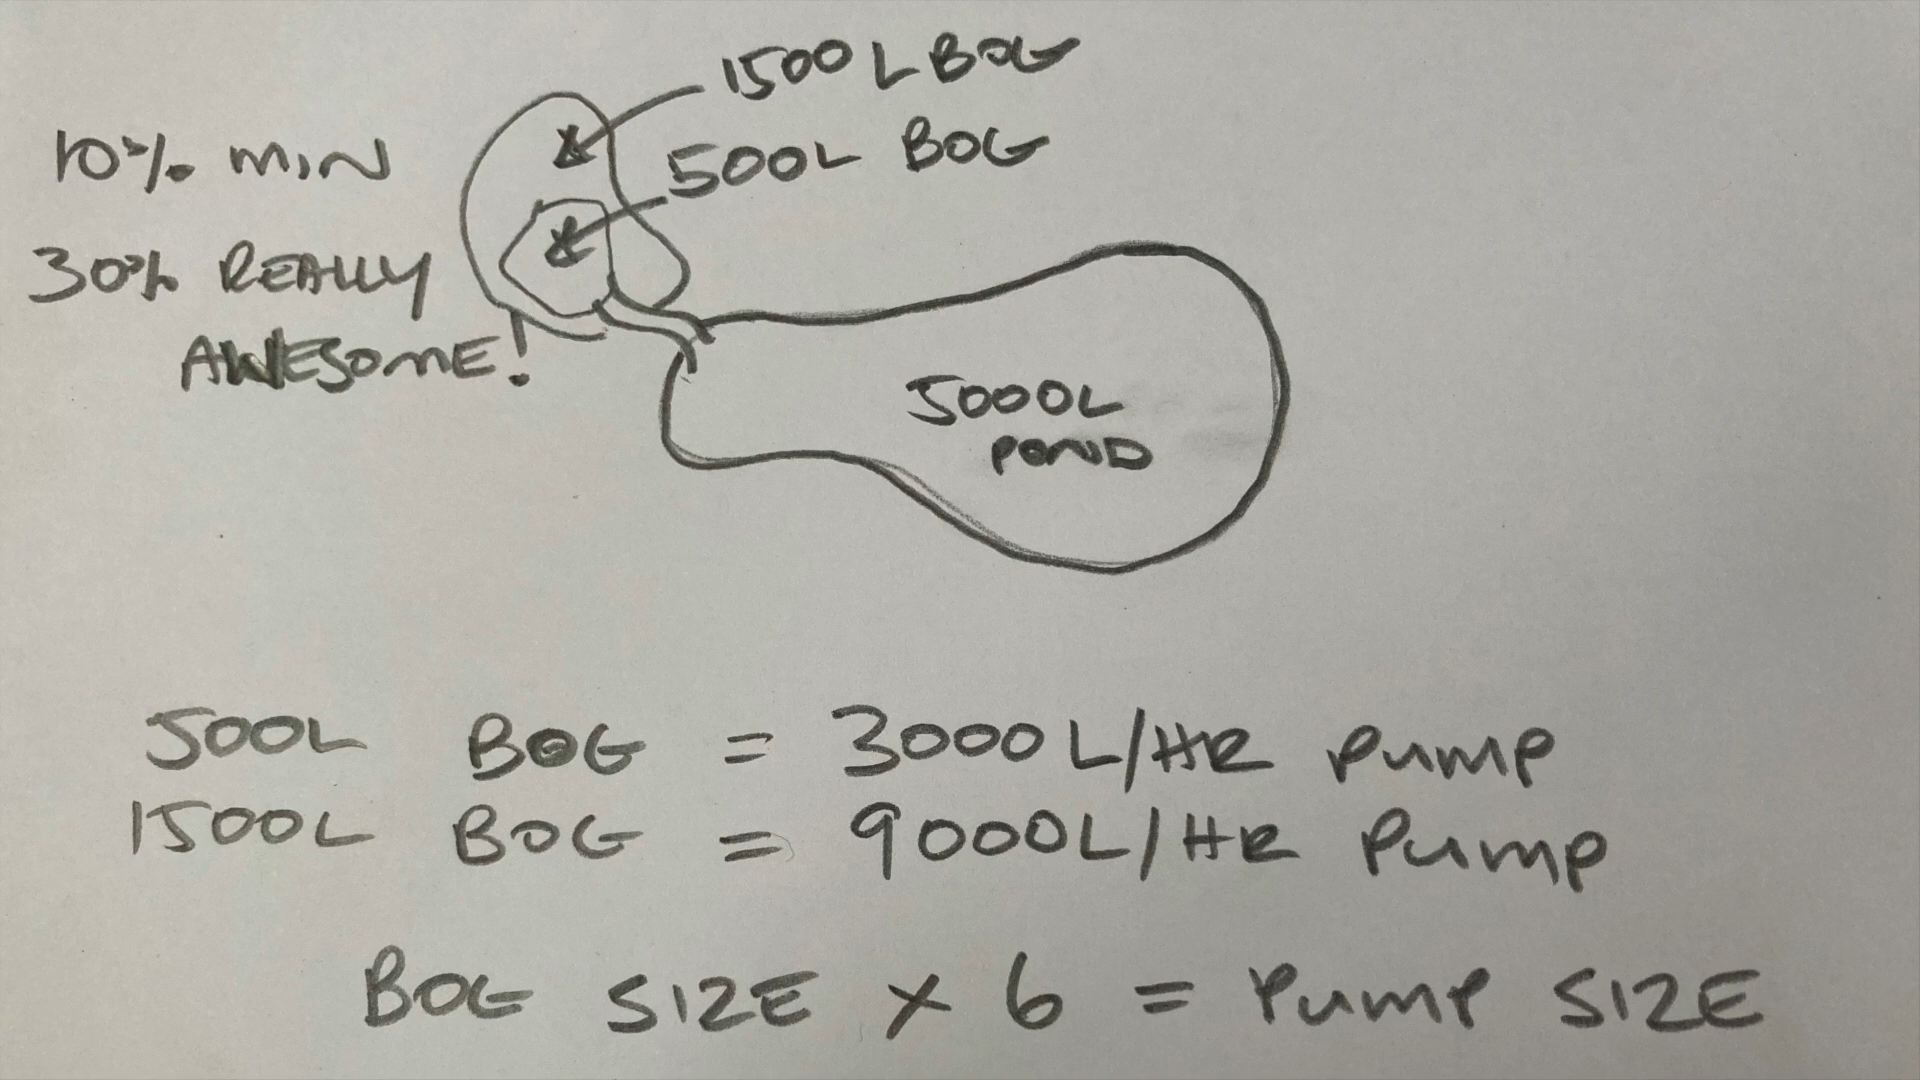 1500L BOG
500L BOG
10% MIN
30% REALLY
AWESOME!
5000L
POND
500L BOG = 3000L/HR PUMP
1500L BOG = 9000L/HR PUMP
BOG SIZE x 6 = PUMP SIZE